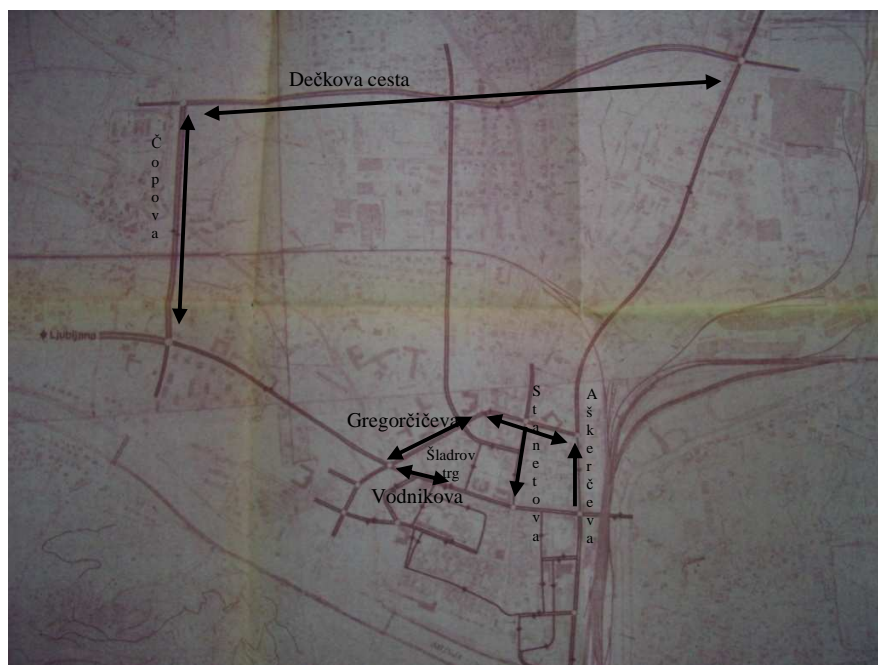 Dečkova cesta
Čopova
Ljubljana
Gregorčičeva
Stanetova
Aškerčeva
Šladrov
trg
Vodnikova